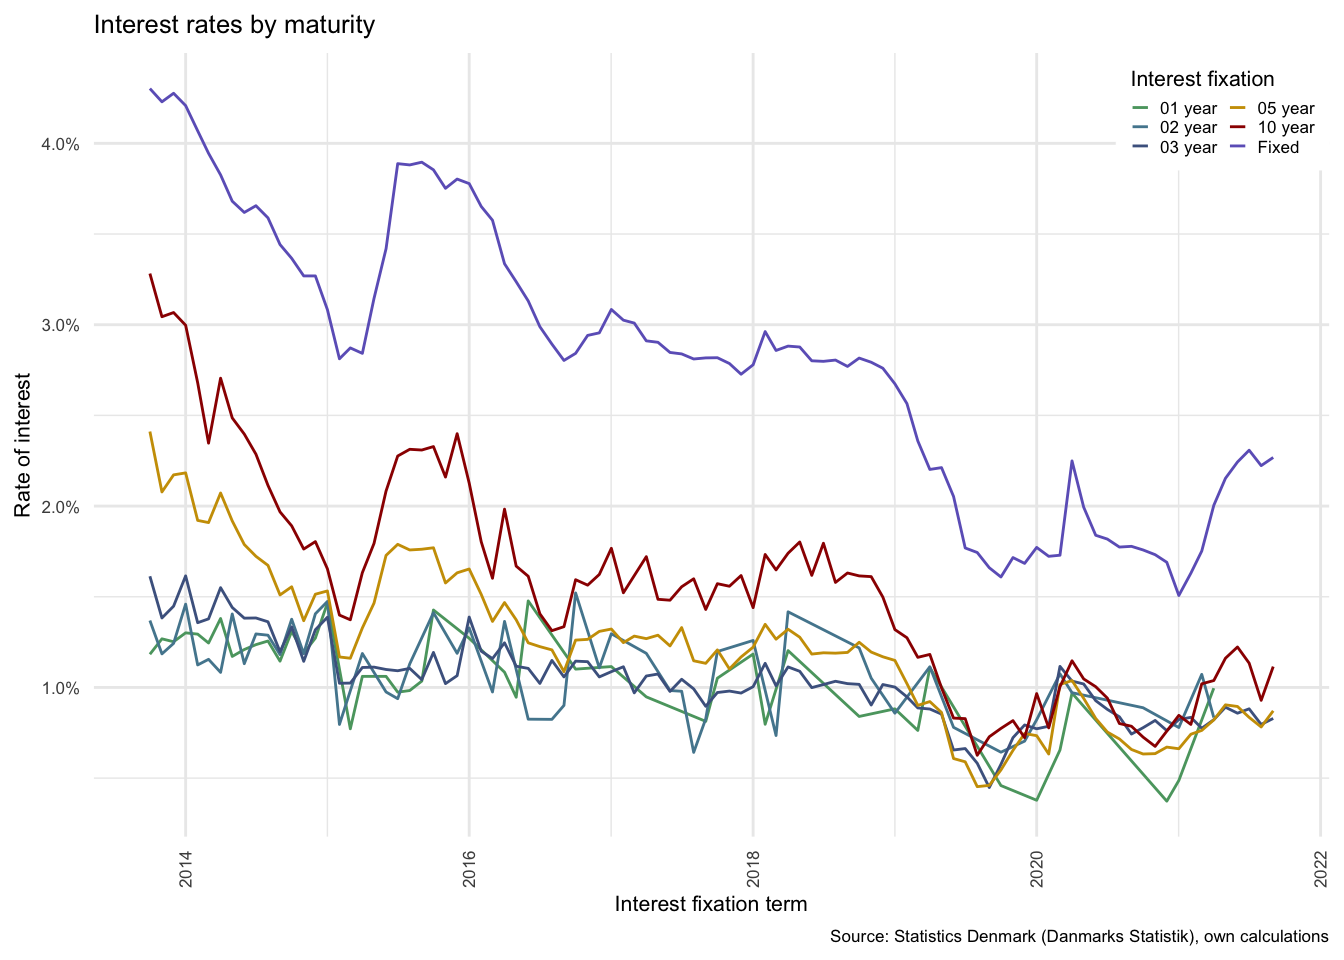 Interest rates by maturity
Interest fixation
01 year 05 year
02 year 10 year
03 year Fixed
4.0%
3.0%
2.0%
1.0%
Rate of interest
2014 2016 2018 2020 2022
Interest fixation term
Source: Statistics Denmark (Danmarks Statistik), own calculations